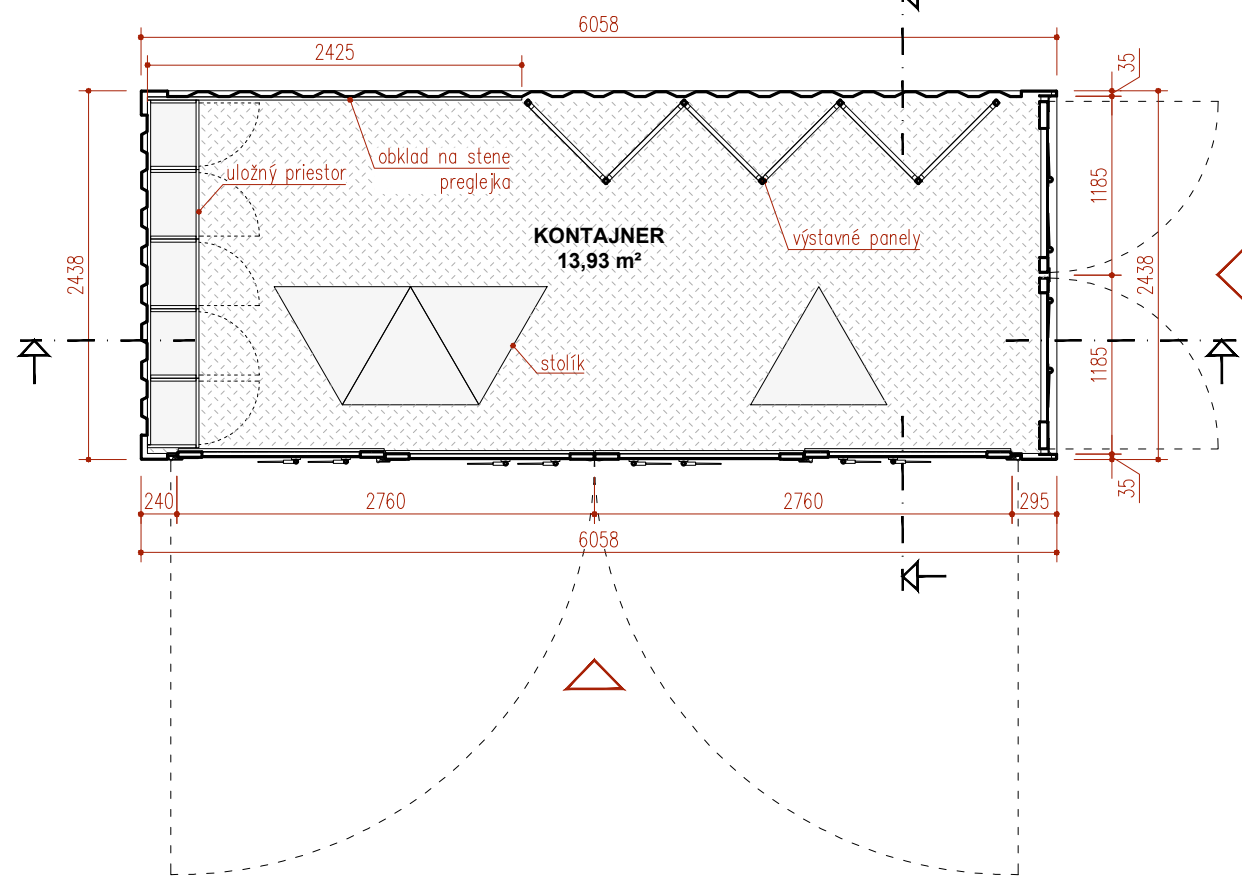 6058
2425
35
obklad na stene
preglejka
uložný priestor
1185
KONTAJNER
13,93 m²
výstavné panely
2438
2438
stolík
1185
35
240
2760
2760
295
6058